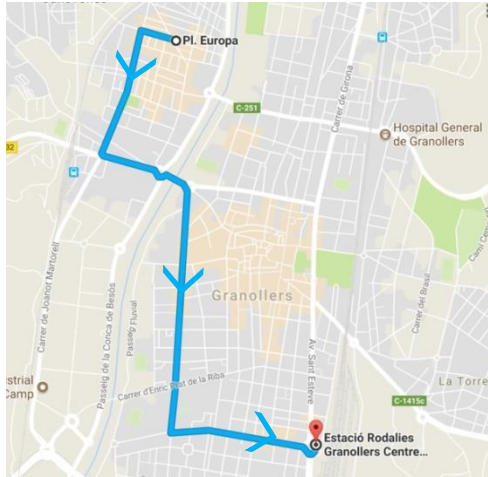 Pl. Europa
C-251
Carrer de Girona
Hospital General
de Granollers
32
Carrer de Joanot Martorell
Passeig de la Conca de Besòs
Passeig Fluvial
Granollers
Carrer del Brasil
Av. Sant Esteve
La Torre
Carrer d'Enric Prat de la Riba
C-1415c
Camp
Estació Rodalies
Granollers Centre...